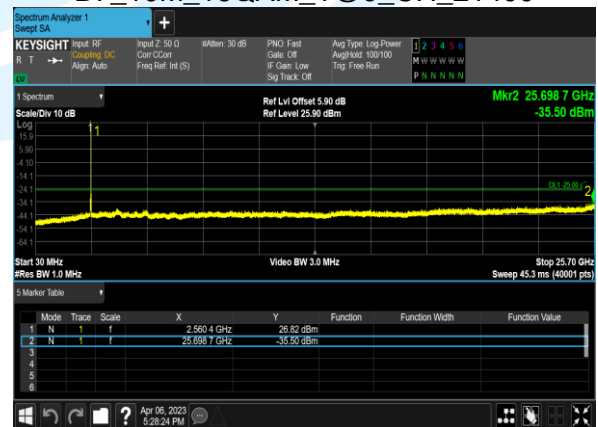 Spectrum Analyzer 1
Swept SA
KEYSIGHT
R T
LXI
Input: RF
Coupling: DC
Align: Auto
Input Z: 50 Ω
Corr CCorr
Freq Ref: Int (S)
#Atten: 30 dB
PNO: Fast
Gate: Off
IF Gain: Low
Sig Track: Off
Avg Type: Log-Power
Avg|Hold: 100/100
Trig: Free Run
1 2 3 4 5 6
M W W W W W
P N N N N N
1 Spectrum
Scale/Div 10 dB
Ref Lvl Offset 5.90 dB
Ref Level 25.90 dBm
Mkr2 25.698 7 GHz
-35.50 dBm
Log
15.9
5.90
-4.10
-14.1
-24.1
-34.1
-44.1
-54.1
-64.1
1
2
Start 30 MHz
#Res BW 1.0 MHz
Video BW 3.0 MHz
Stop 25.70 GHz
Sweep 45.3 ms (40001 pts)
5 Marker Table
Mode Trace Scale X Y Function Function Width Function Value
1 N 1 f 2.560 4 GHz 26.82 dBm
2 N 1 f 25.698 7 GHz -35.50 dBm
3
4
5
6
? Apr 06, 2023
5:28:24 PM